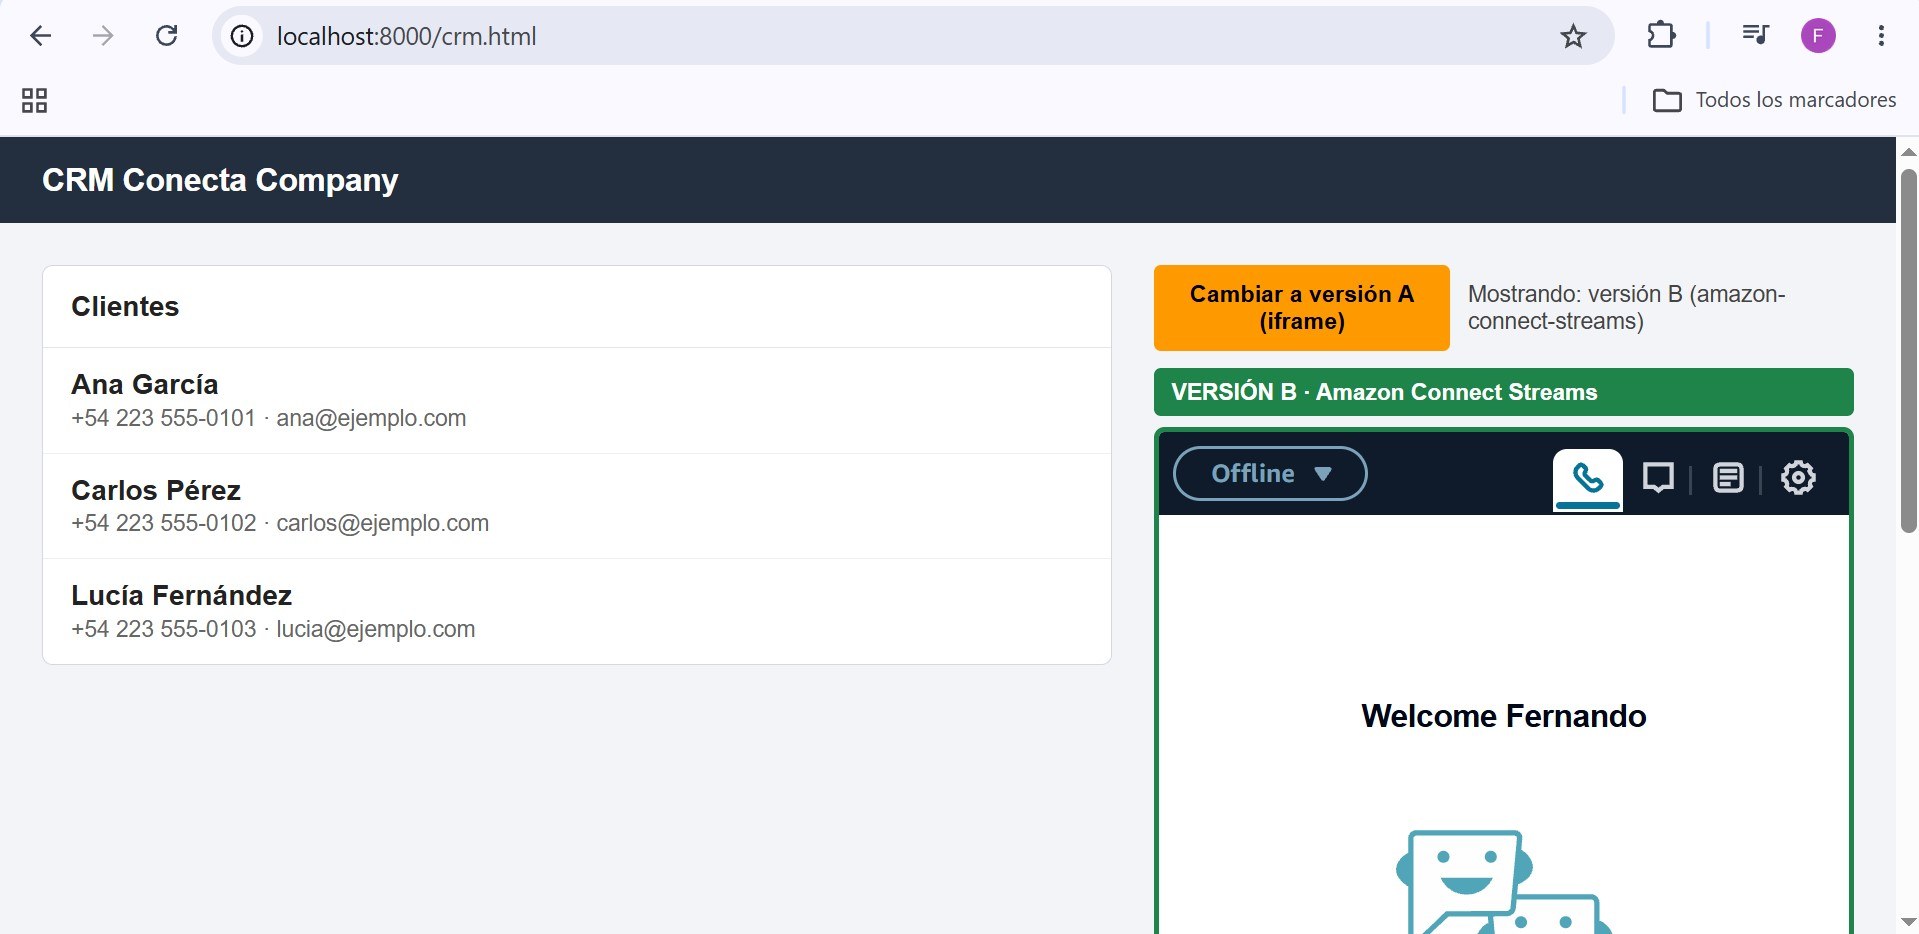 localhost:8000/crm.html
F
Todos los marcadores
CRM Conecta Company
Clientes
Ana García
+54 223 555-0101 · ana@ejemplo.com
Carlos Pérez
+54 223 555-0102 · carlos@ejemplo.com
Lucía Fernández
+54 223 555-0103 · lucia@ejemplo.com
Cambiar a versión A
(iframe)
Mostrando: versión B (amazon-
connect-streams)
VERSIÓN B · Amazon Connect Streams
Offline
Welcome Fernando